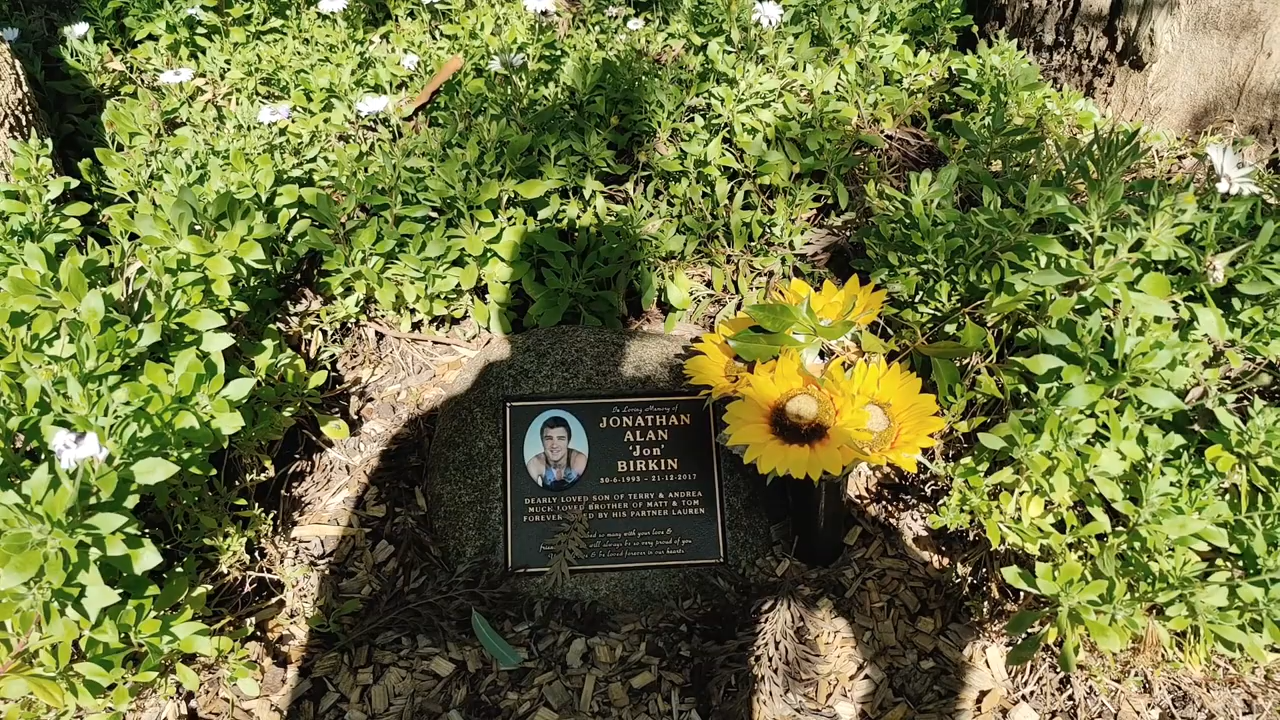 In Loving Memory of
JONATHAN
ALAN
'Jon'
BIRKIN
30-6-1993 - 21-12-2017
DEARLY LOVED SON OF TERRY & ANDREA
MUCH LOVED BROTHER OF MATT & TOM
FOREVER BY HIS PARTNER LAUREN
so many with your love &
will always be so very proud of you
& be loved forever in our hearts